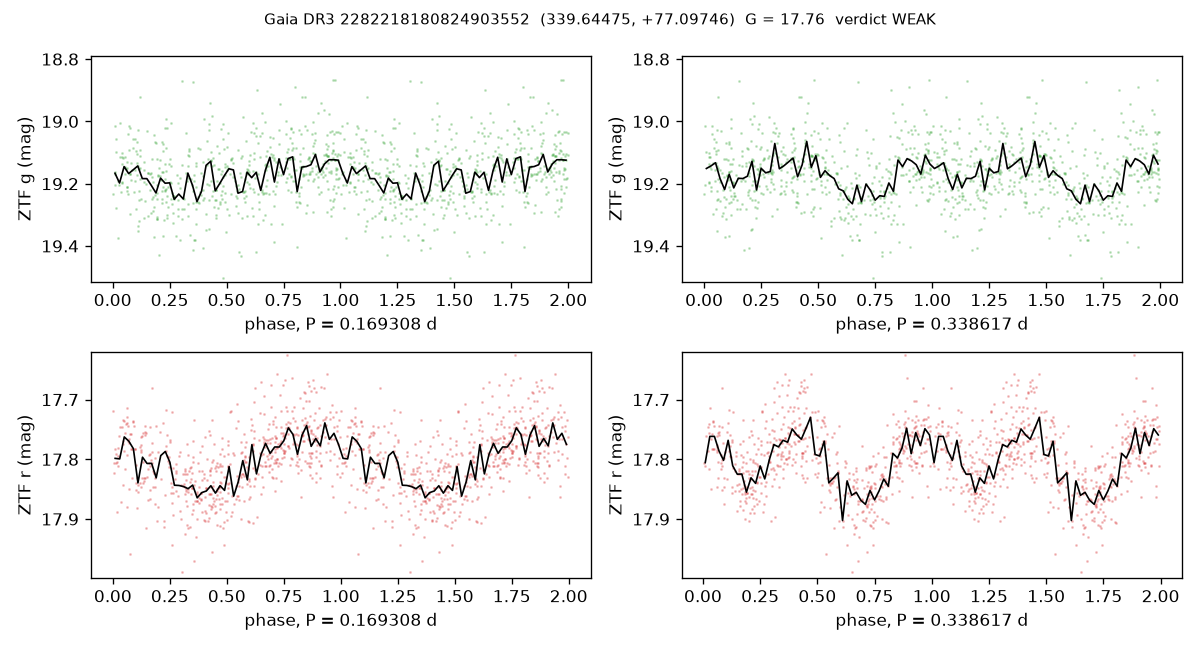 Gaia DR3 2282218180824903552  (339.64475, +77.09746)  G = 17.76  verdict WEAK
ZTF g (mag)
18.8
19.0
19.2
19.4
0.00 0.25 0.50 0.75 1.00 1.25 1.50 1.75 2.00
phase, P = 0.169308 d
ZTF g (mag)
18.8
19.0
19.2
19.4
0.00 0.25 0.50 0.75 1.00 1.25 1.50 1.75 2.00
phase, P = 0.338617 d
ZTF r (mag)
17.7
17.8
17.9
0.00 0.25 0.50 0.75 1.00 1.25 1.50 1.75 2.00
phase, P = 0.169308 d
ZTF r (mag)
17.7
17.8
17.9
0.00 0.25 0.50 0.75 1.00 1.25 1.50 1.75 2.00
phase, P = 0.338617 d